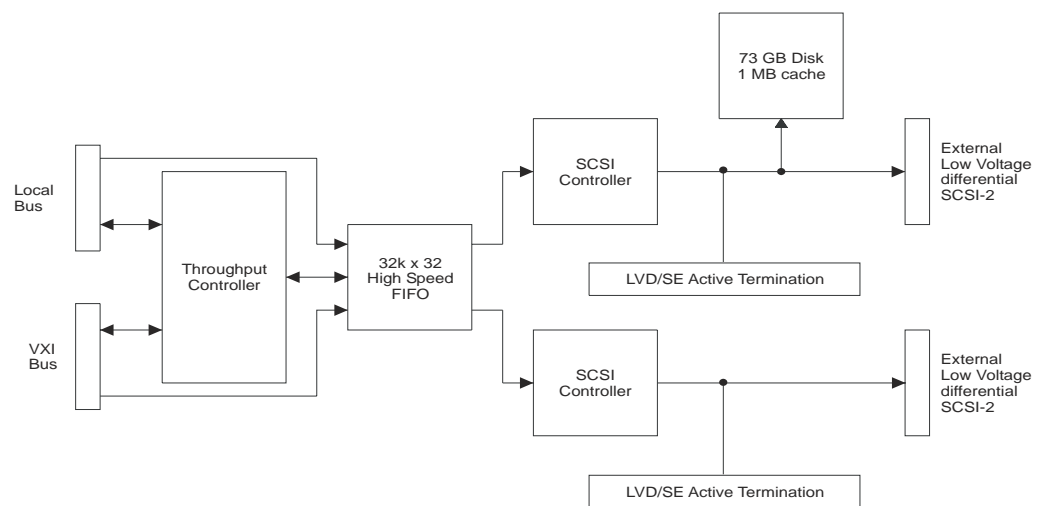 73 GB Disk
1 MB cache
SCSI
Controller
External
Low Voltage
differential
SCSI-2
Local
Bus
Throughput
Controller
32k x 32
High Speed
FIFO
LVD/SE Active Termination
VXI
Bus
SCSI
Controller
External
Low Voltage
differential
SCSI-2
LVD/SE Active Termination